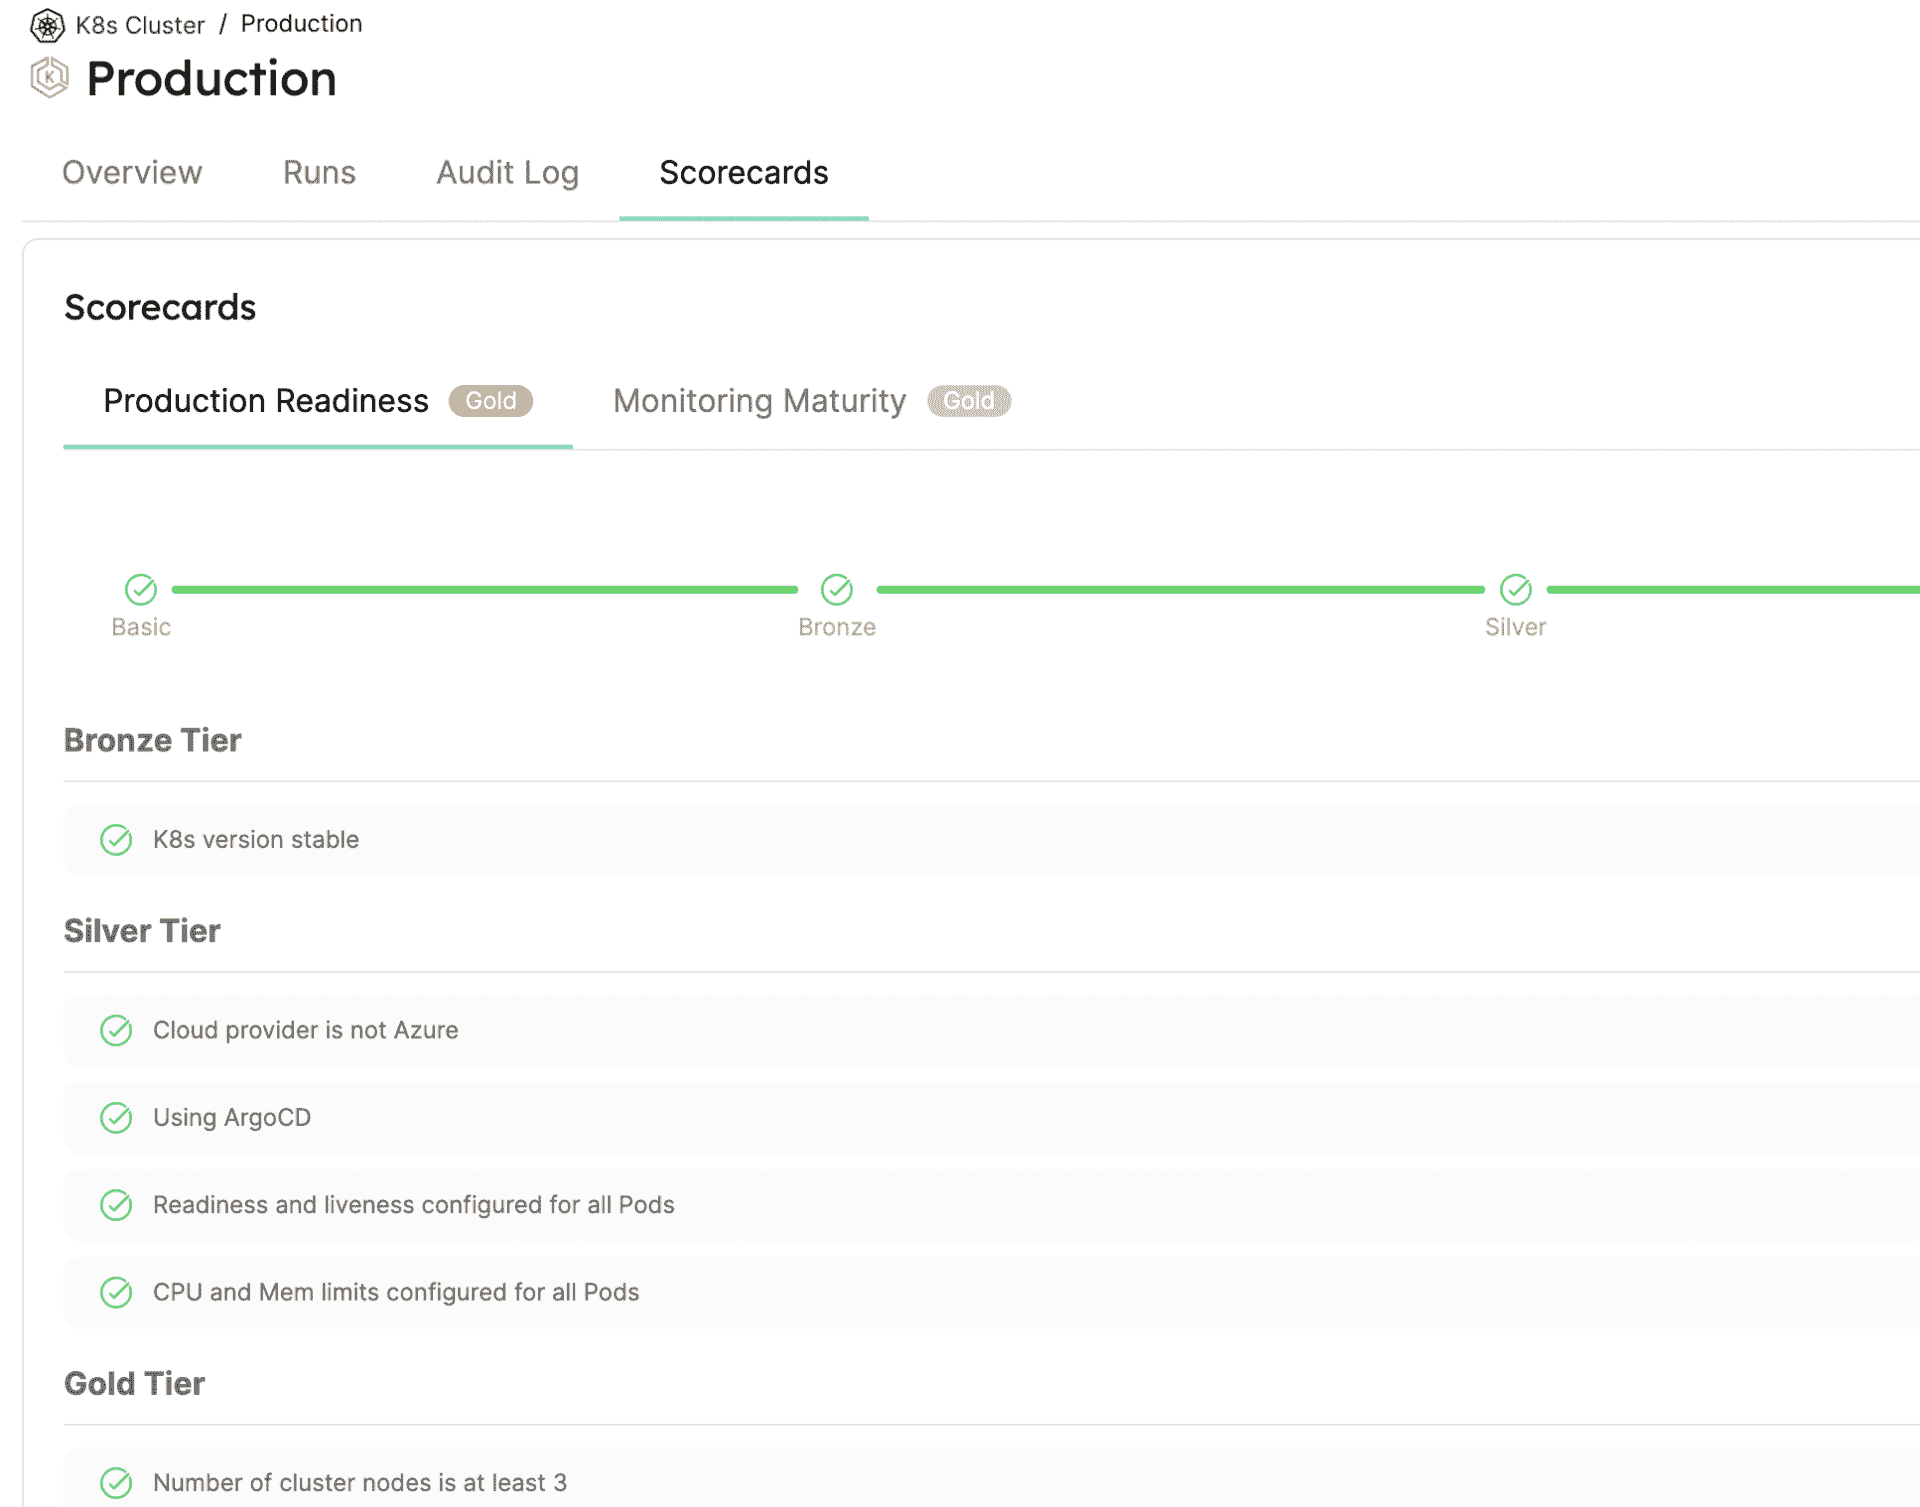 K8s Cluster / Production
Production
Overview Runs Audit Log Scorecards
Scorecards
Production Readiness Gold Monitoring Maturity Gold
Basic Bronze Silver
Bronze Tier
K8s version stable
Silver Tier
Cloud provider is not Azure
Using ArgoCD
Readiness and liveness configured for all Pods
CPU and Mem limits configured for all Pods
Gold Tier
Number of cluster nodes is at least 3